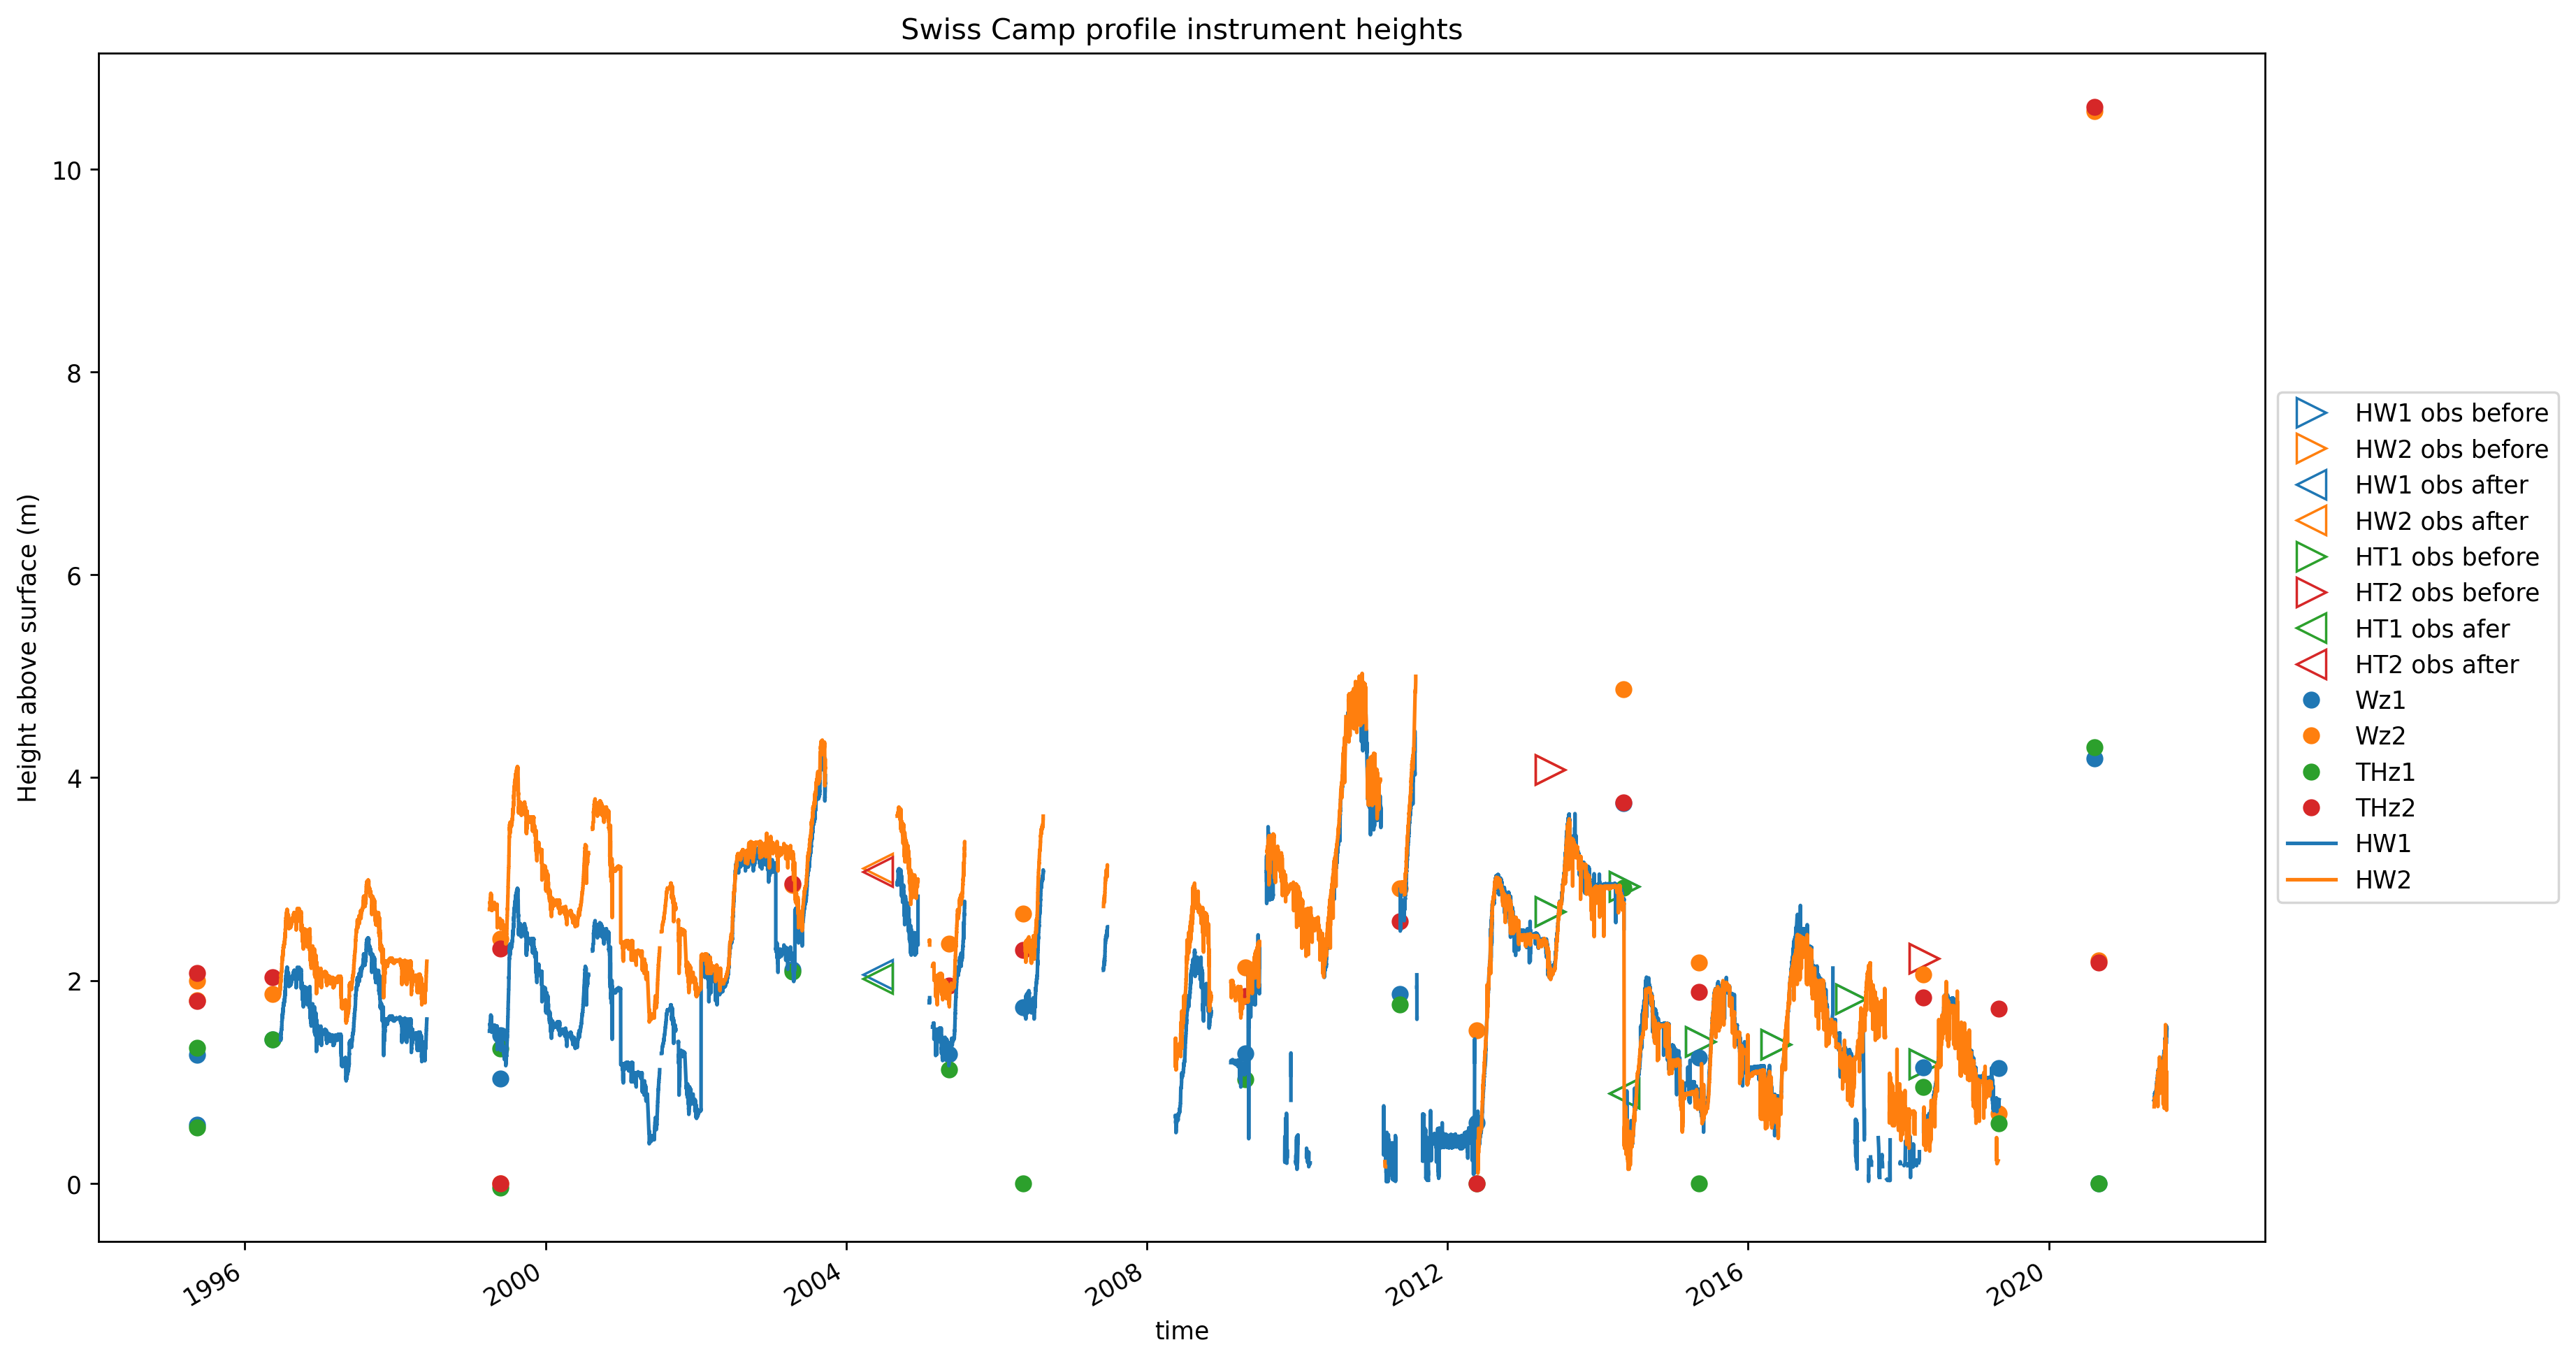 Swiss Camp profile instrument heights
Height above surface (m)
10
8
6
4
2
0
1996
2000
2004
2008
2012
2016
2020
time
HW1 obs before
HW2 obs before
HW1 obs after
HW2 obs after
HT1 obs before
HT2 obs before
HT1 obs afer
HT2 obs after
Wz1
Wz2
THz1
THz2
HW1
HW2